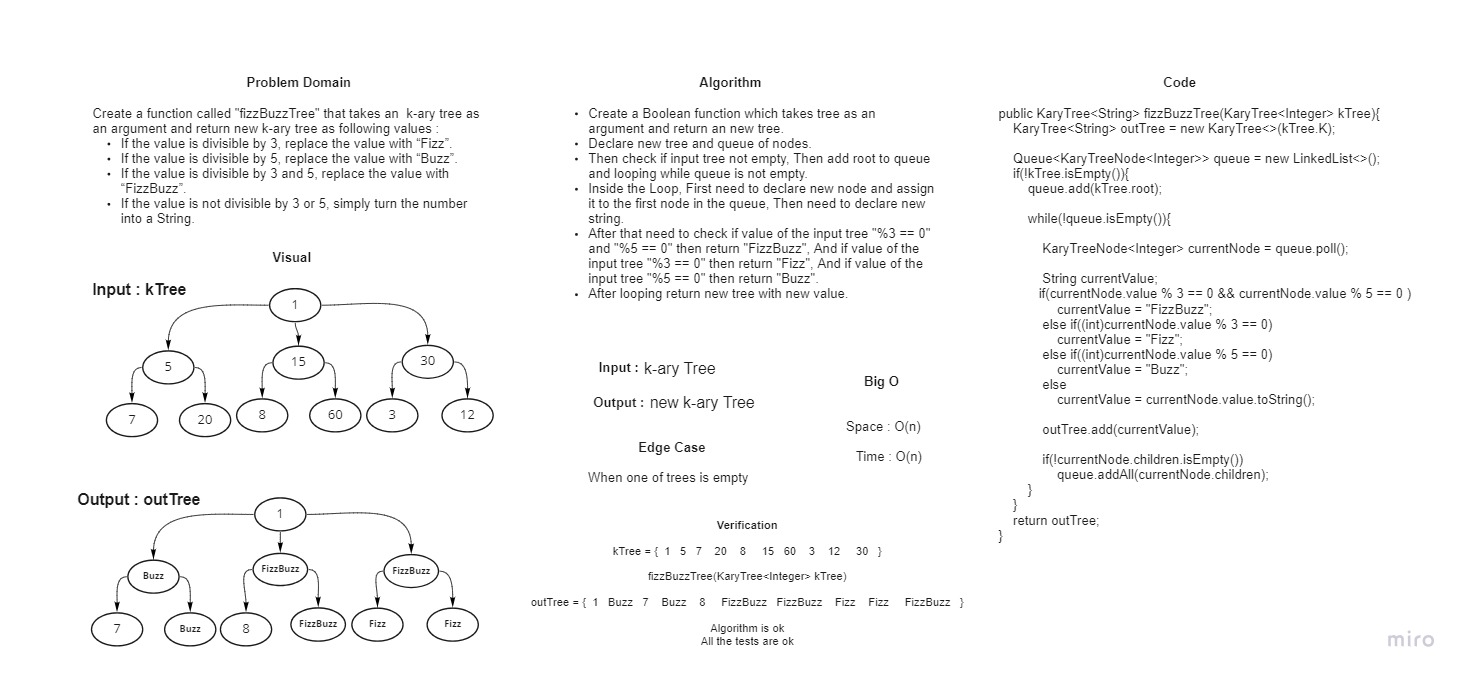 Problem Domain
Create a function called "fizzBuzzTree" that takes an k-ary tree as
an argument and return new k-ary tree as following values :
• If the value is divisible by 3, replace the value with “Fizz”.
• If the value is divisible by 5, replace the value with “Buzz”.
• If the value is divisible by 3 and 5, replace the value with
“FizzBuzz”.
• If the value is not divisible by 3 or 5, simply turn the number
into a String.
Visual
Input : kTree
1
5
15
30
7
20
8
60
3
12
Output : outTree
1
Buzz
FizzBuzz
FizzBuzz
7
Buzz
8
FizzBuzz
Fizz
Fizz
Algorithm
• Create a Boolean function which takes tree as an
argument and return an new tree.
• Declare new tree and queue of nodes.
• Then check if input tree not empty, Then add root to queue
and looping while queue is not empty.
• Inside the Loop, First need to declare new node and assign
it to the first node in the queue, Then need to declare new
string.
• After that need to check if value of the input tree "%3 == 0"
and "%5 == 0" then return "FizzBuzz", And if value of the
input tree "%3 == 0" then return "Fizz", And if value of the
input tree "%5 == 0" then return "Buzz".
• After looping return new tree with new value.
Input : k-ary Tree
Output : new k-ary Tree
Big O
Space : O(n)
Time : O(n)
Edge Case
When one of trees is empty
Verification
kTree = { 1 5 7 20 8 15 60 3 12 30 }
fizzBuzzTree(KaryTree<Integer> kTree)
outTree = { 1 Buzz 7 Buzz 8 FizzBuzz FizzBuzz Fizz Fizz FizzBuzz }
Algorithm is ok
All the tests are ok
Code
public KaryTree<String> fizzBuzzTree(KaryTree<Integer> kTree){
KaryTree<String> outTree = new KaryTree<>(kTree.K);
Queue<KaryTreeNode<Integer>> queue = new LinkedList<>();
if(!kTree.isEmpty()){
queue.add(kTree.root);
while(!queue.isEmpty()){
KaryTreeNode<Integer> currentNode = queue.poll();
String currentValue;
if(currentNode.value % 3 == 0 && currentNode.value % 5 == 0 )
currentValue = "FizzBuzz";
else if((int)currentNode.value % 3 == 0)
currentValue = "Fizz";
else if((int)currentNode.value % 5 == 0)
currentValue = "Buzz";
else
currentValue = currentNode.value.toString();
outTree.add(currentValue);
if(!currentNode.children.isEmpty())
queue.addAll(currentNode.children);
}
}
return outTree;
}
miro